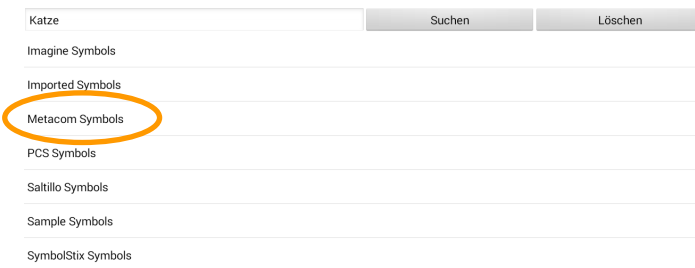 Katze Suchen Löschen
Imagine Symbols
Imported Symbols
Metacom Symbols
PCS Symbols
Saltillo Symbols
Sample Symbols
SymbolStix Symbols